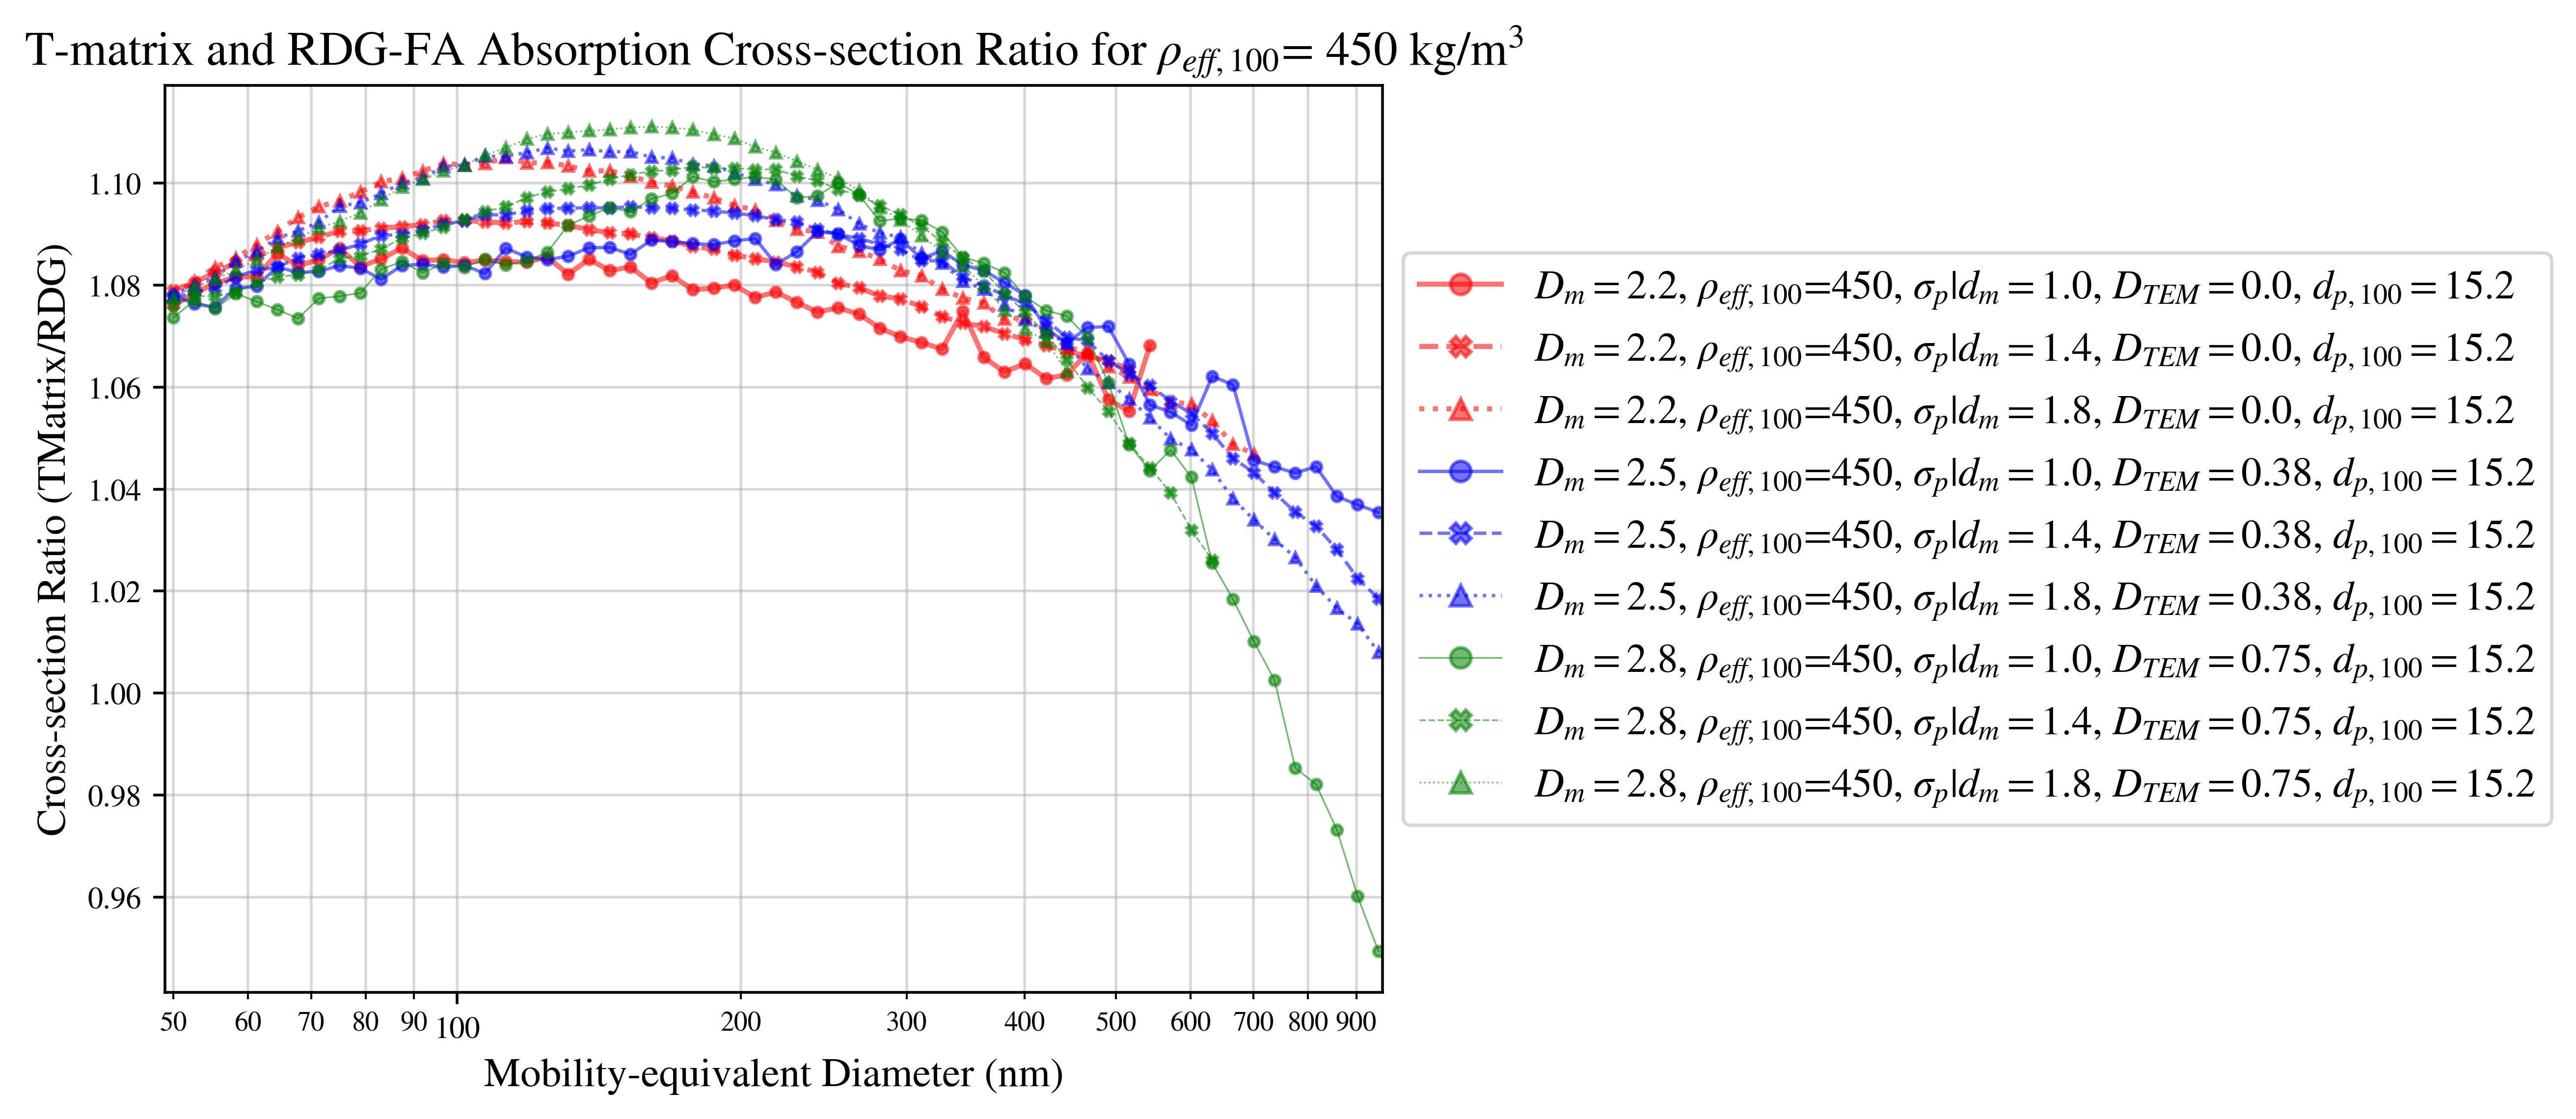 T-matrix and RDG-FA Absorption Cross-section Ratio for ρ_eff,100 = 450 kg/m³
Cross-section Ratio (TMatrix/RDG)
1.10
1.08
1.06
1.04
1.02
1.00
0.98
0.96
50 60 70 80 90 100 200 300 400 500 600 700 800 900
Mobility-equivalent Diameter (nm)
D_m = 2.2, ρ_eff,100=450, σ_p|d_m = 1.0, D_TEM = 0.0, d_p,100 = 15.2
D_m = 2.2, ρ_eff,100=450, σ_p|d_m = 1.4, D_TEM = 0.0, d_p,100 = 15.2
D_m = 2.2, ρ_eff,100=450, σ_p|d_m = 1.8, D_TEM = 0.0, d_p,100 = 15.2
D_m = 2.5, ρ_eff,100=450, σ_p|d_m = 1.0, D_TEM = 0.38, d_p,100 = 15.2
D_m = 2.5, ρ_eff,100=450, σ_p|d_m = 1.4, D_TEM = 0.38, d_p,100 = 15.2
D_m = 2.5, ρ_eff,100=450, σ_p|d_m = 1.8, D_TEM = 0.38, d_p,100 = 15.2
D_m = 2.8, ρ_eff,100=450, σ_p|d_m = 1.0, D_TEM = 0.75, d_p,100 = 15.2
D_m = 2.8, ρ_eff,100=450, σ_p|d_m = 1.4, D_TEM = 0.75, d_p,100 = 15.2
D_m = 2.8, ρ_eff,100=450, σ_p|d_m = 1.8, D_TEM = 0.75, d_p,100 = 15.2